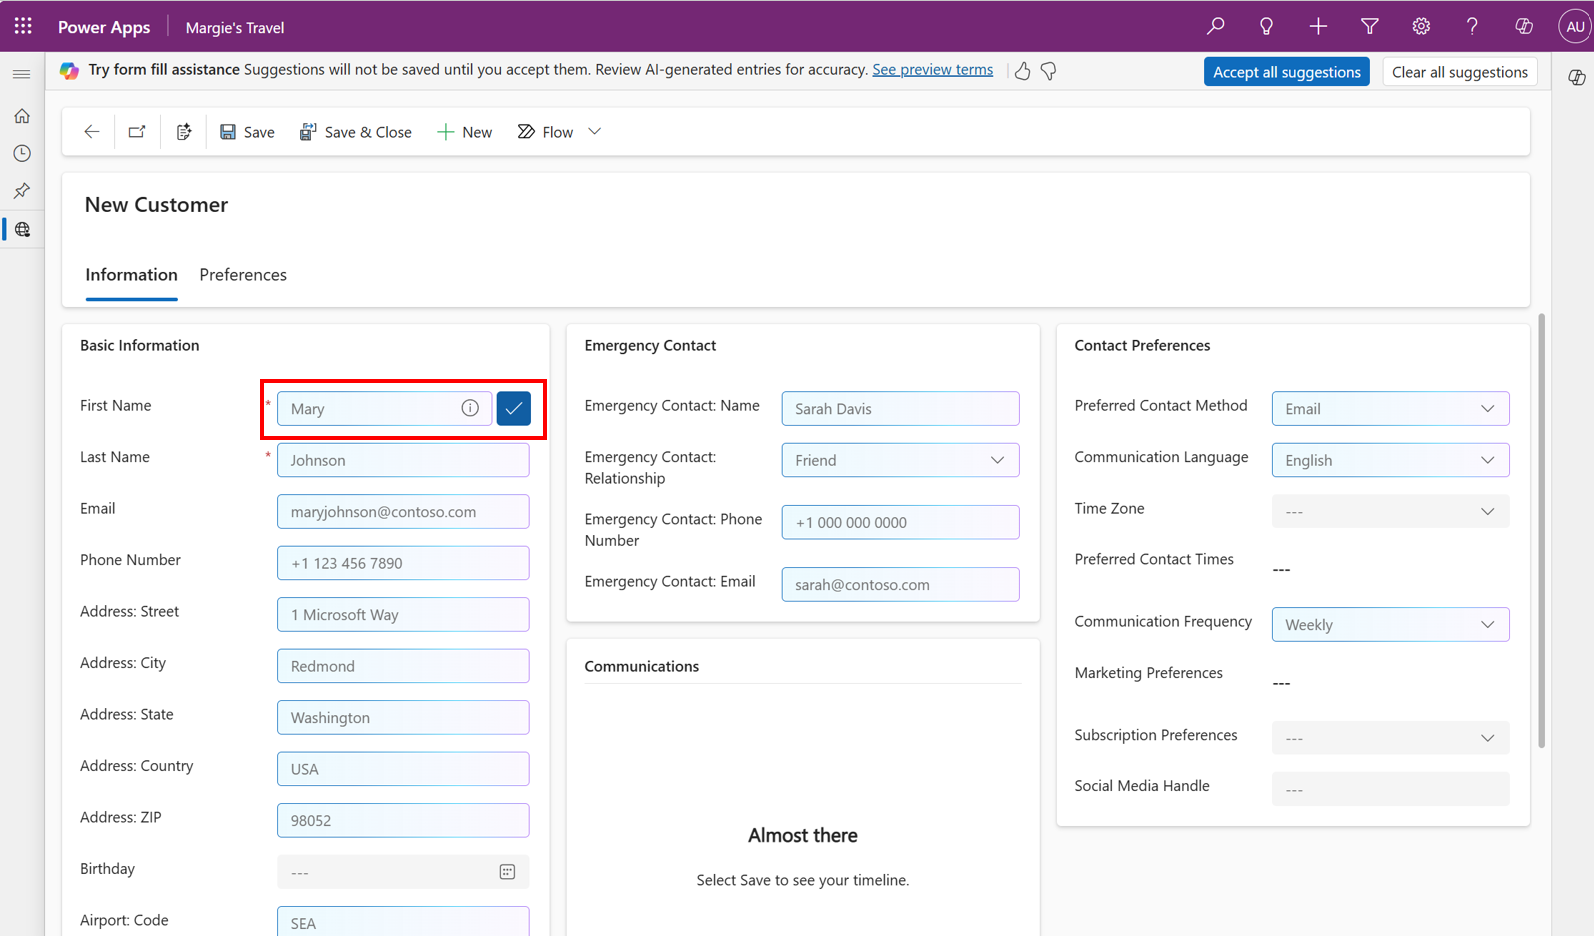 Power Apps
Margie's Travel
AU
Try form fill assistance Suggestions will not be saved until you accept them. Review AI-generated entries for accuracy. See preview terms
Accept all suggestions
Clear all suggestions
Save
Save & Close
New
Flow
New Customer
Information
Preferences
Basic Information
First Name
* Mary
Last Name
* Johnson
Email
maryjohnson@contoso.com
Phone Number
+1 123 456 7890
Address: Street
1 Microsoft Way
Address: City
Redmond
Address: State
Washington
Address: Country
USA
Address: ZIP
98052
Birthday
---
Airport: Code
SEA
Emergency Contact
Emergency Contact: Name
Sarah Davis
Emergency Contact:
Relationship
Friend
Emergency Contact: Phone
Number
+1 000 000 0000
Emergency Contact: Email
sarah@contoso.com
Communications
Almost there
Select Save to see your timeline.
Contact Preferences
Preferred Contact Method
Email
Communication Language
English
Time Zone
---
Preferred Contact Times
---
Communication Frequency
Weekly
Marketing Preferences
---
Subscription Preferences
---
Social Media Handle
---